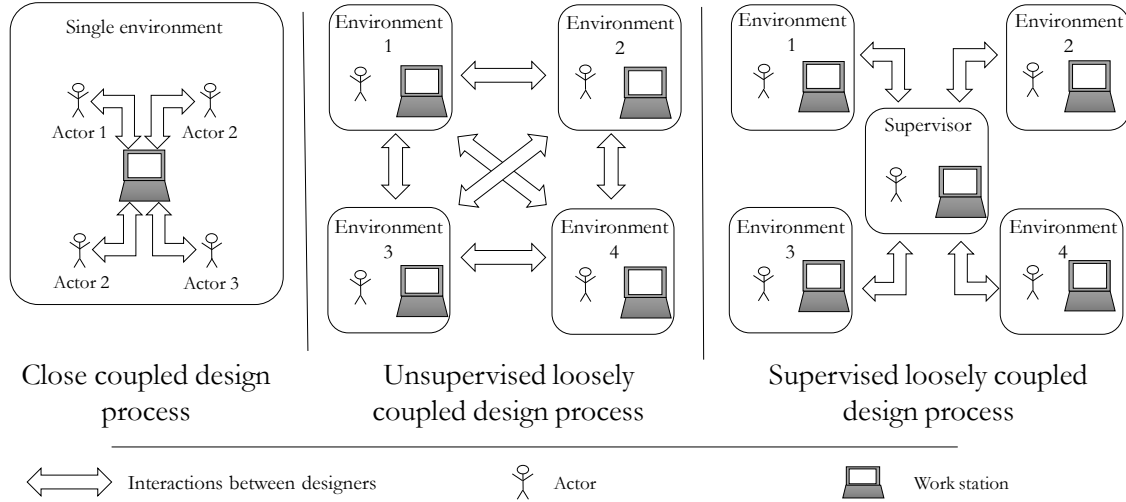 Single environment
Actor 1
Actor 2
Actor 2
Actor 3
Close coupled design
process
Environment
1
Environment
2
Environment
3
Environment
4
Unsupervised loosely
coupled design process
Environment
1
Environment
2
Supervisor
Environment
3
Environment
4
Supervised loosely coupled
design process
Interactions between designers
Actor
Work station